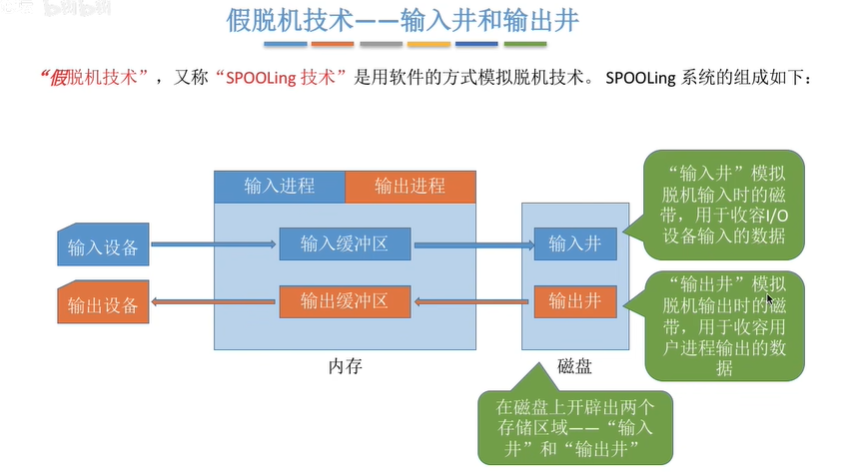 假脱机技术——输入井和输出井
“假脱机技术”，又称“SPOOLing 技术”是用软件的方式模拟脱机技术。 SPOOLing 系统的组成如下：
输入进程
输出进程
输入设备
输入缓冲区
输入井
输出设备
输出缓冲区
输出井
内存
磁盘
“输入井”模拟
脱机输入时的磁
带，用于收容I/O
设备输入的数据
“输出井”模拟
脱机输出时的磁
带，用于收容用
户进程输出的数
据
在磁盘上开辟出两个
存储区域——“输入
井”和“输出井”